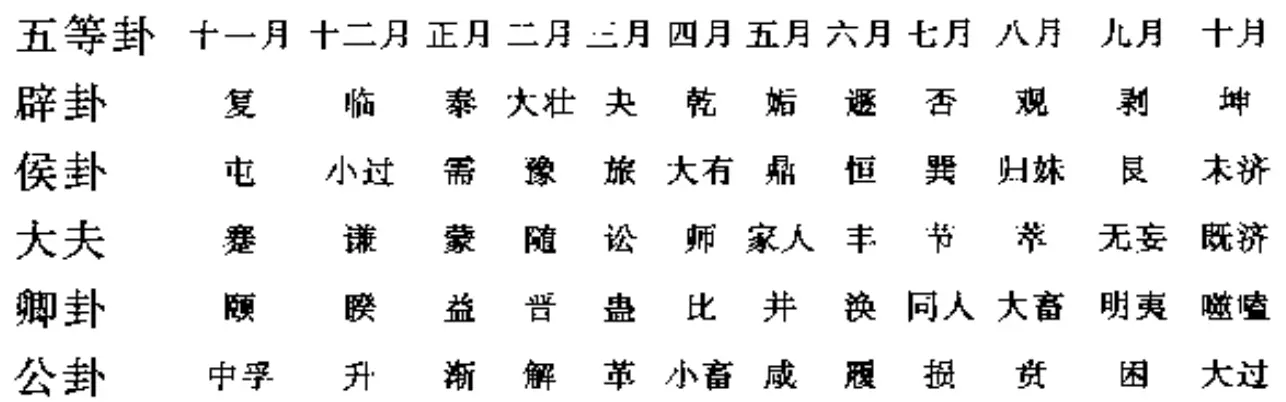 五等卦 十一月 十二月 正月 二月 三月 四月 五月 六月 七月 八月 九月 十月
辟卦 复 临 泰 大壮 夬 乾 姤 遯 否 观 剥 坤
侯卦 屯 小过 需 豫 旅 大有 鼎 恒 巽 归妹 艮 未济
大夫 蹇 谦 蒙 随 讼 师 家人 丰 节 萃 无妄 既济
卿卦 颐 睽 益 晋 蛊 比 井 涣 同人 大畜 明夷 噬嗑
公卦 中孚 升 渐 解 革 小畜 咸 履 损 贲 困 大过